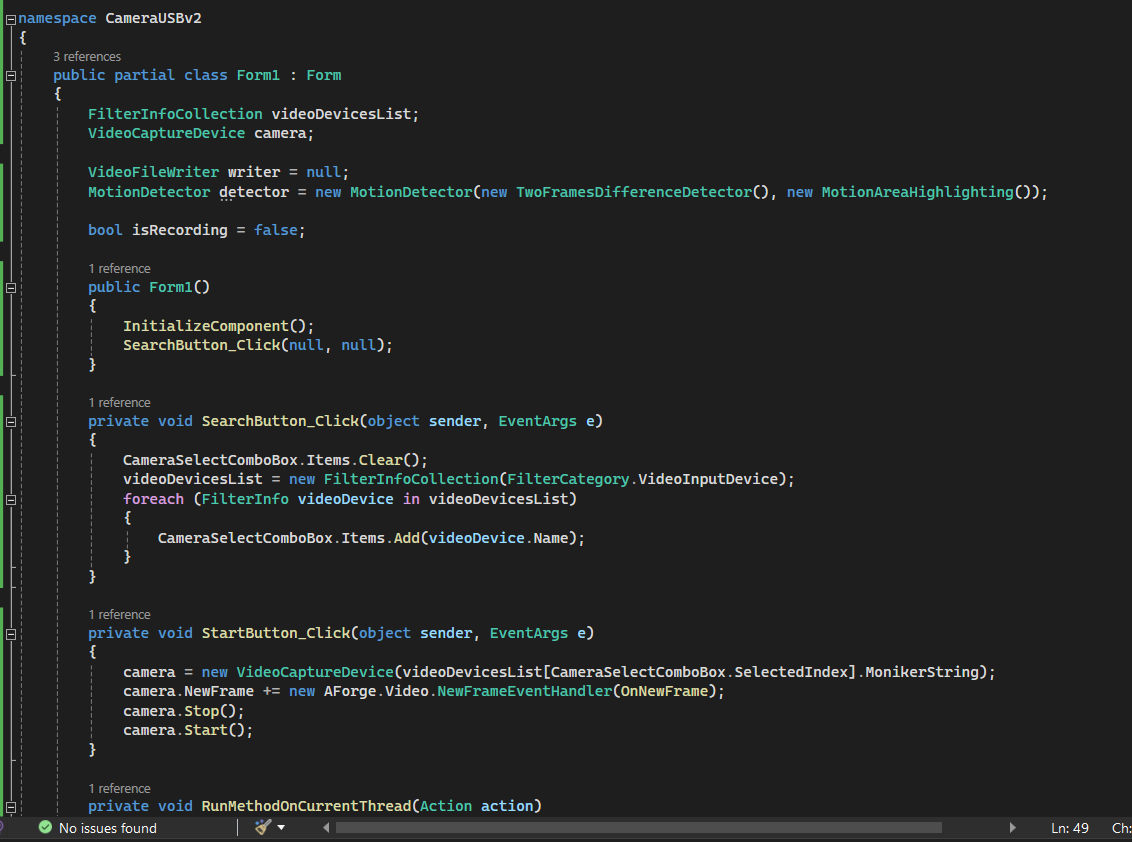 namespace CameraUSBv2
{
3 references
public partial class Form1 : Form
{
FilterInfoCollection videoDevicesList;
VideoCaptureDevice camera;
VideoFileWriter writer = null;
MotionDetector detector = new MotionDetector(new TwoFramesDifferenceDetector(), new MotionAreaHighlighting());
bool isRecording = false;
1 reference
public Form1()
{
InitializeComponent();
SearchButton_Click(null, null);
}
1 reference
private void SearchButton_Click(object sender, EventArgs e)
{
CameraSelectComboBox.Items.Clear();
videoDevicesList = new FilterInfoCollection(FilterCategory.VideoInputDevice);
foreach (FilterInfo videoDevice in videoDevicesList)
{
CameraSelectComboBox.Items.Add(videoDevice.Name);
}
}
1 reference
private void StartButton_Click(object sender, EventArgs e)
{
camera = new VideoCaptureDevice(videoDevicesList[CameraSelectComboBox.SelectedIndex].MonikerString);
camera.NewFrame += new AForge.Video.NewFrameEventHandler(OnNewFrame);
camera.Stop();
camera.Start();
}
1 reference
private void RunMethodOnCurrentThread(Action action)
No issues found Ln: 49 Ch: